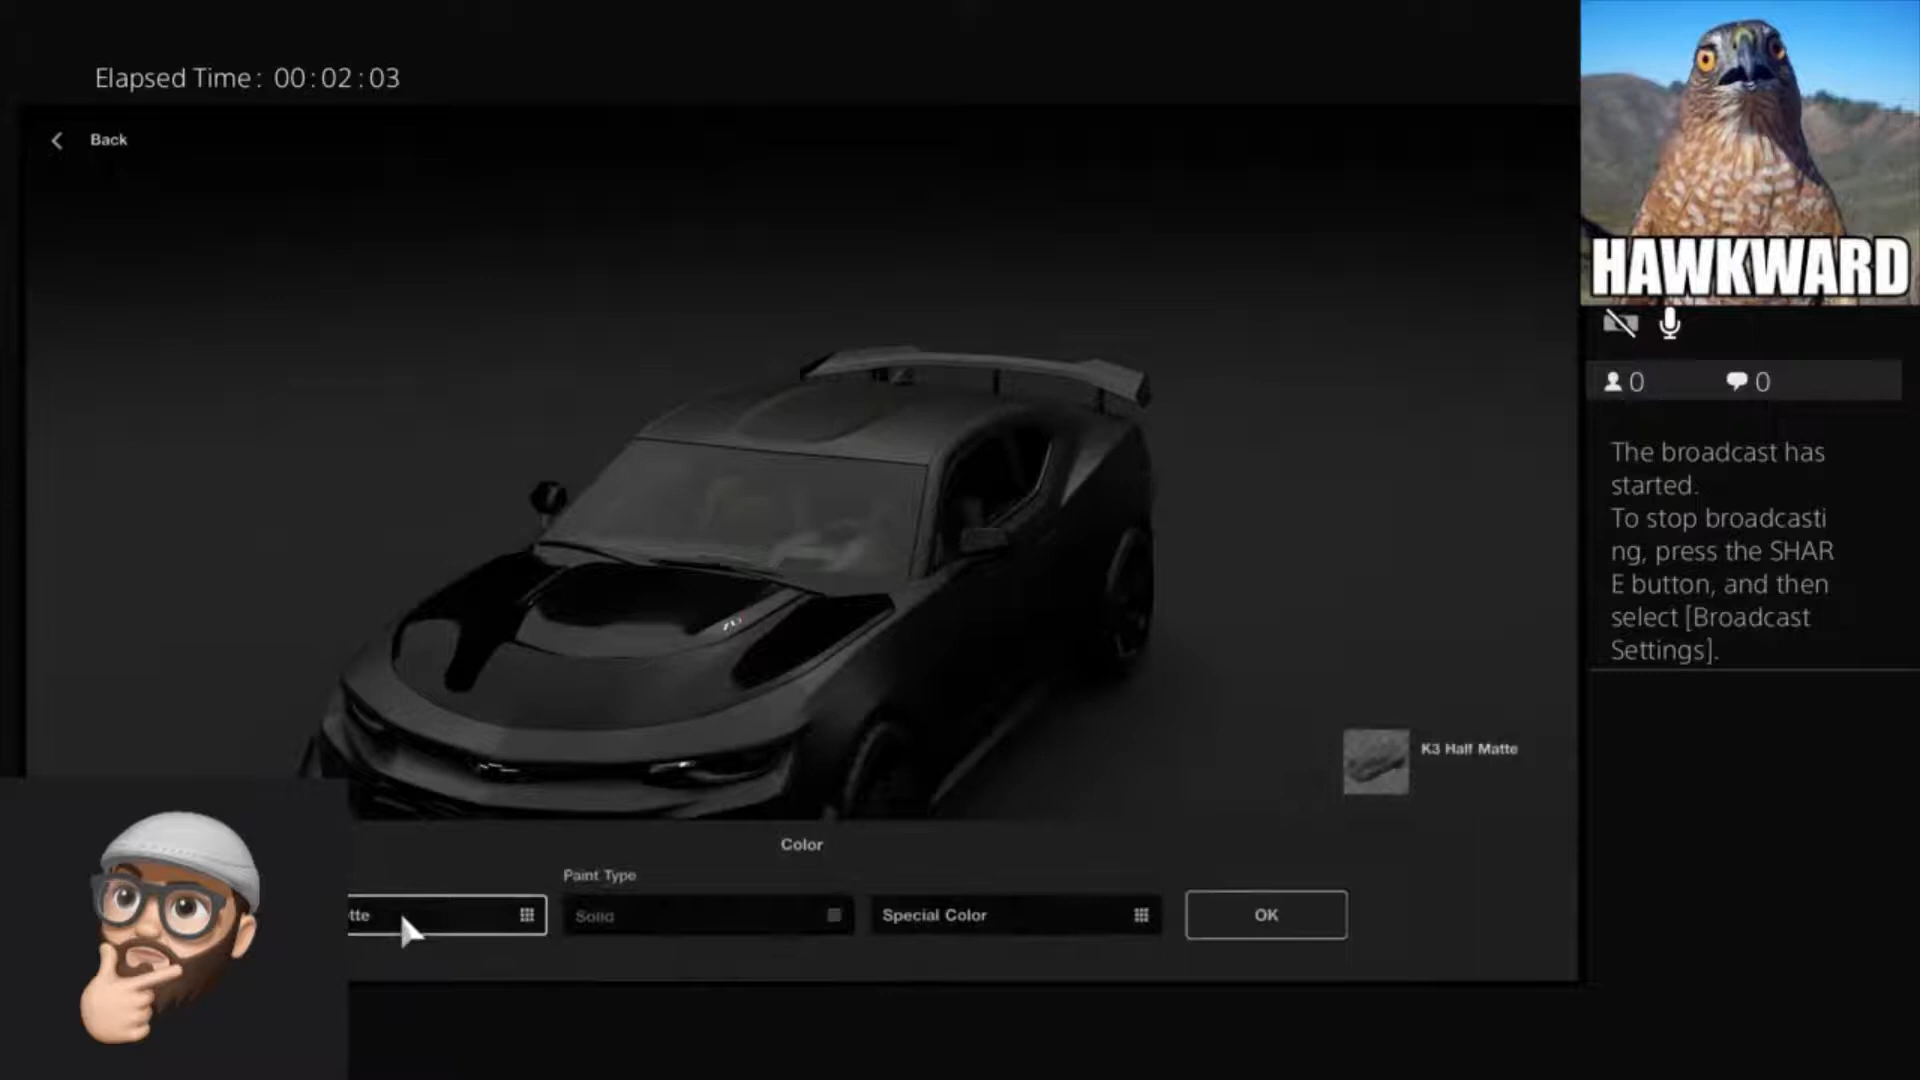 Elapsed Time: 00:02:03
Back
HAWKWARD
0
0
The broadcast has
started.
To stop broadcasti
ng, press the SHAR
E button, and then
select [Broadcast
Settings].
K3 Half Matte
Color
Paint Type
tte
Solid
Special Color
OK